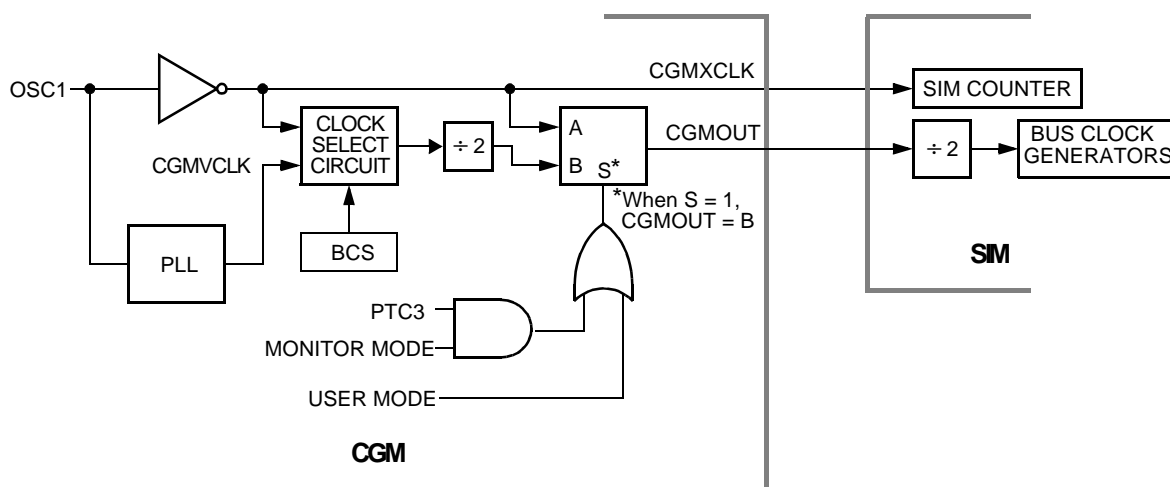 OSC1
CGMXCLK
SIM COUNTER
CLOCK
SELECT
CIRCUIT
÷ 2
A
B
S*
CGMOUT
÷ 2
BUS CLOCK
GENERATORS
CGMVCLK
*When S = 1,
CGMOUT = B
PLL
BCS
SIM
PTC3
MONITOR MODE
USER MODE
CGM